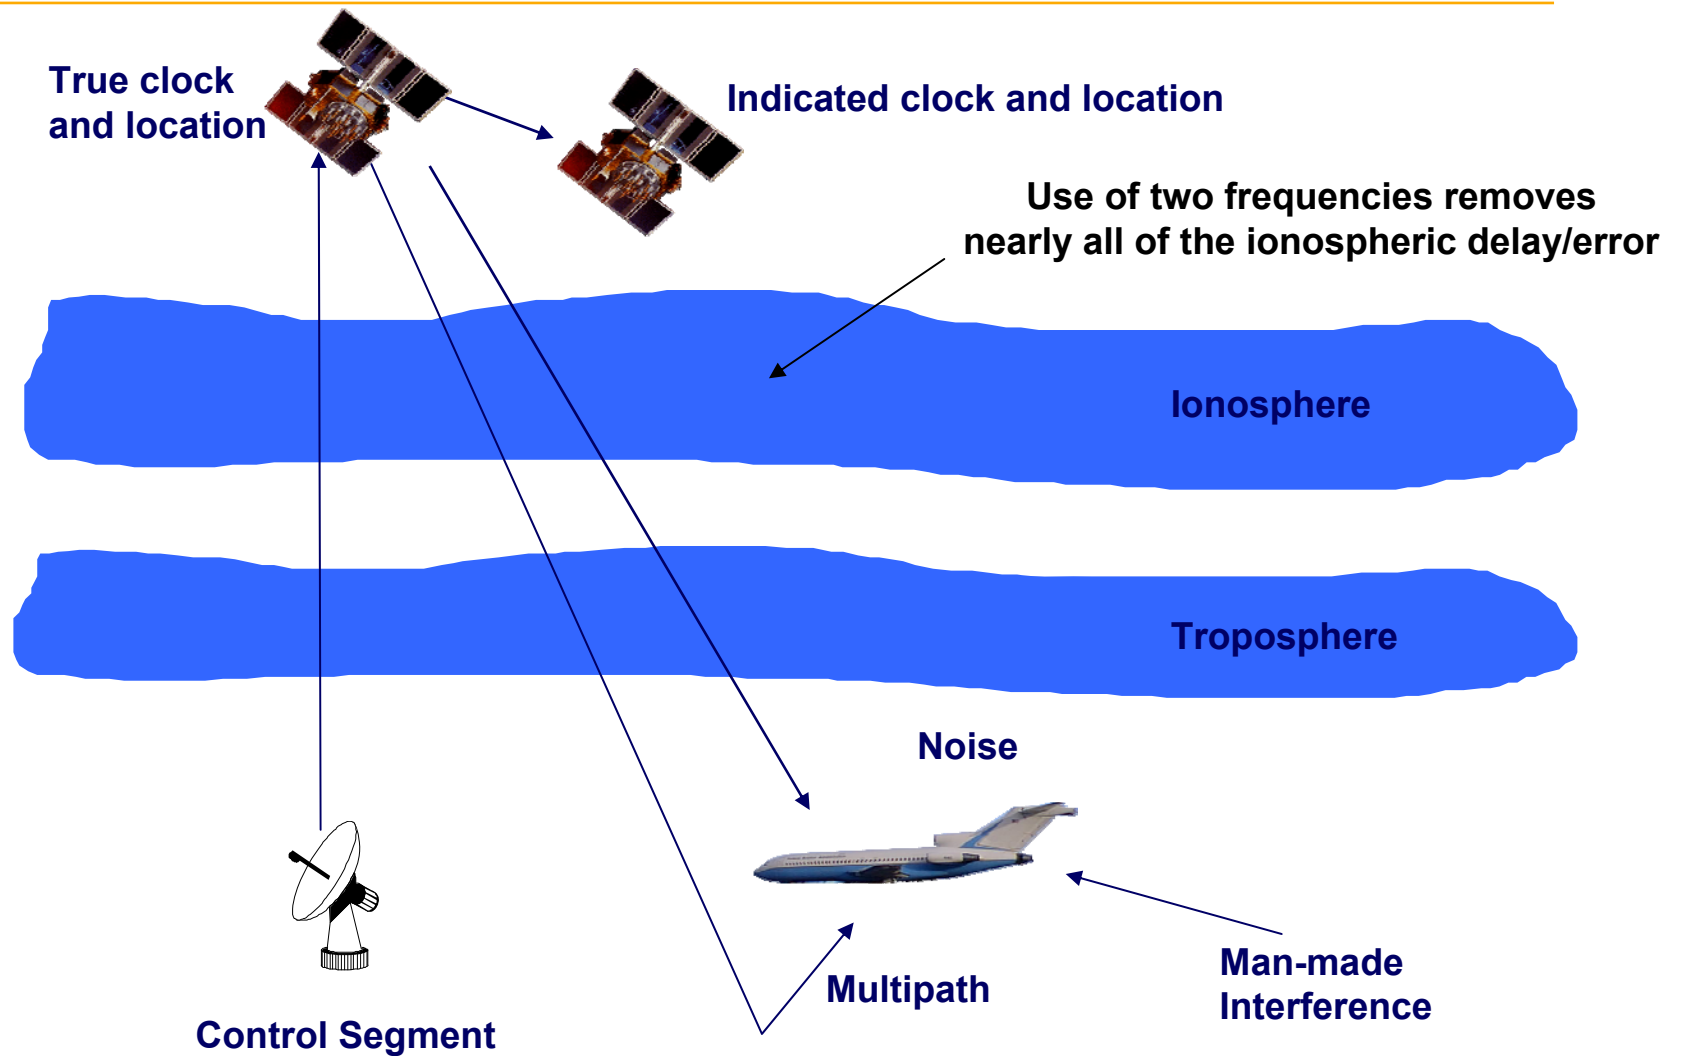 True clock
and location
Indicated clock and location
Use of two frequencies removes
nearly all of the ionospheric delay/error
Ionosphere
Troposphere
Noise
Multipath
Man-made
Interference
Control Segment